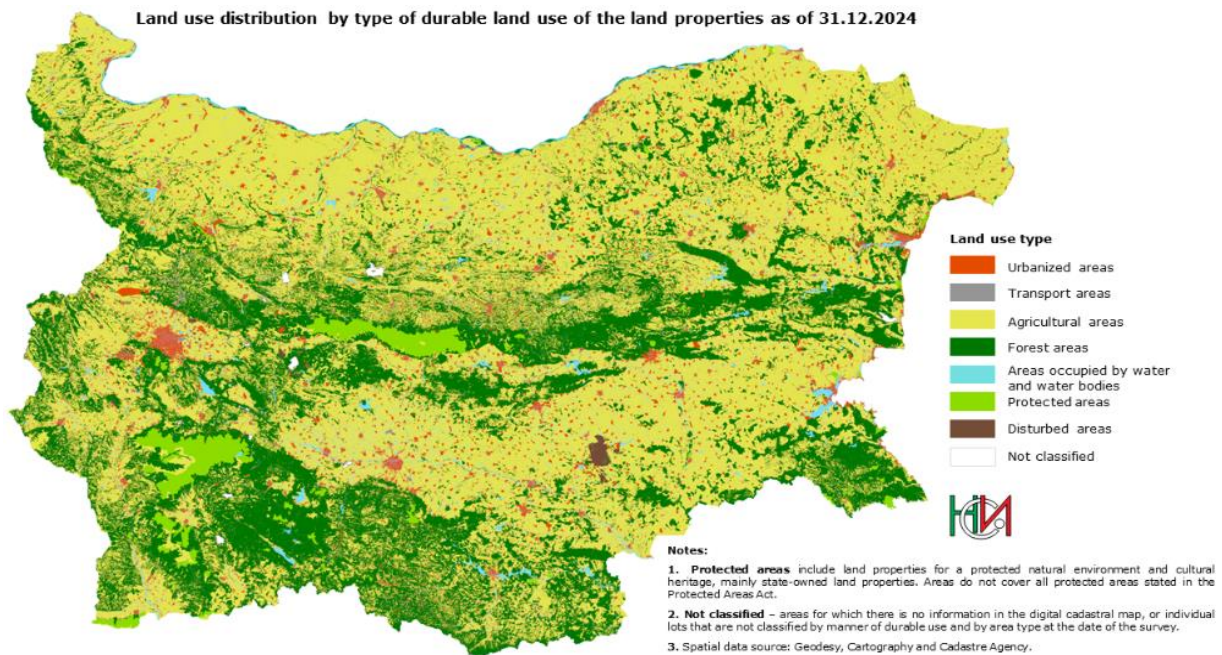 Land use distribution by type of durable land use of the land properties as of 31.12.2024
Land use type
Urbanized areas
Transport areas
Agricultural areas
Forest areas
Areas occupied by water
and water bodies
Protected areas
Disturbed areas
Not classified
НСИ
Notes:
1. Protected areas include land properties for a protected natural environment and cultural
heritage, mainly state-owned land properties. Areas do not cover all protected areas stated in the
Protected Areas Act.
2. Not classified – areas for which there is no information in the digital cadastral map, or individual
lots that are not classified by manner of durable use and by area type at the date of the survey.
3. Spatial data source: Geodesy, Cartography and Cadastre Agency.